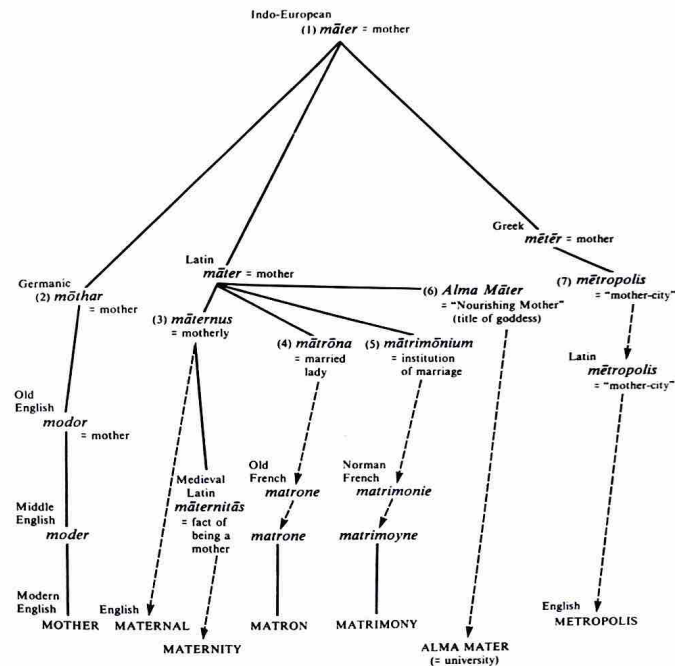 Indo-European
(1) māter = mother
Greek
mētēr = mother
Latin
māter = mother
Germanic
(2) mōthar = mother
(3) māternus
= motherly
(4) mātrōna
= married
lady
(5) mātrimōnium
= institution
of marriage
(6) Alma Māter
= "Nourishing Mother"
(title of goddess)
(7) mētropolis
= "mother-city"
Latin
mētropolis
= "mother-city"
Old
English
modor
= mother
Medieval
Latin
māternitās
= fact of
being a
mother
Old
French
matrone
Norman
French
matrimonie
Middle
English
moder
matrone
matrimoyne
Modern
English
MOTHER
English
MATERNAL
MATERNITY
MATRON
MATRIMONY
ALMA MATER
(= university)
English
METROPOLIS